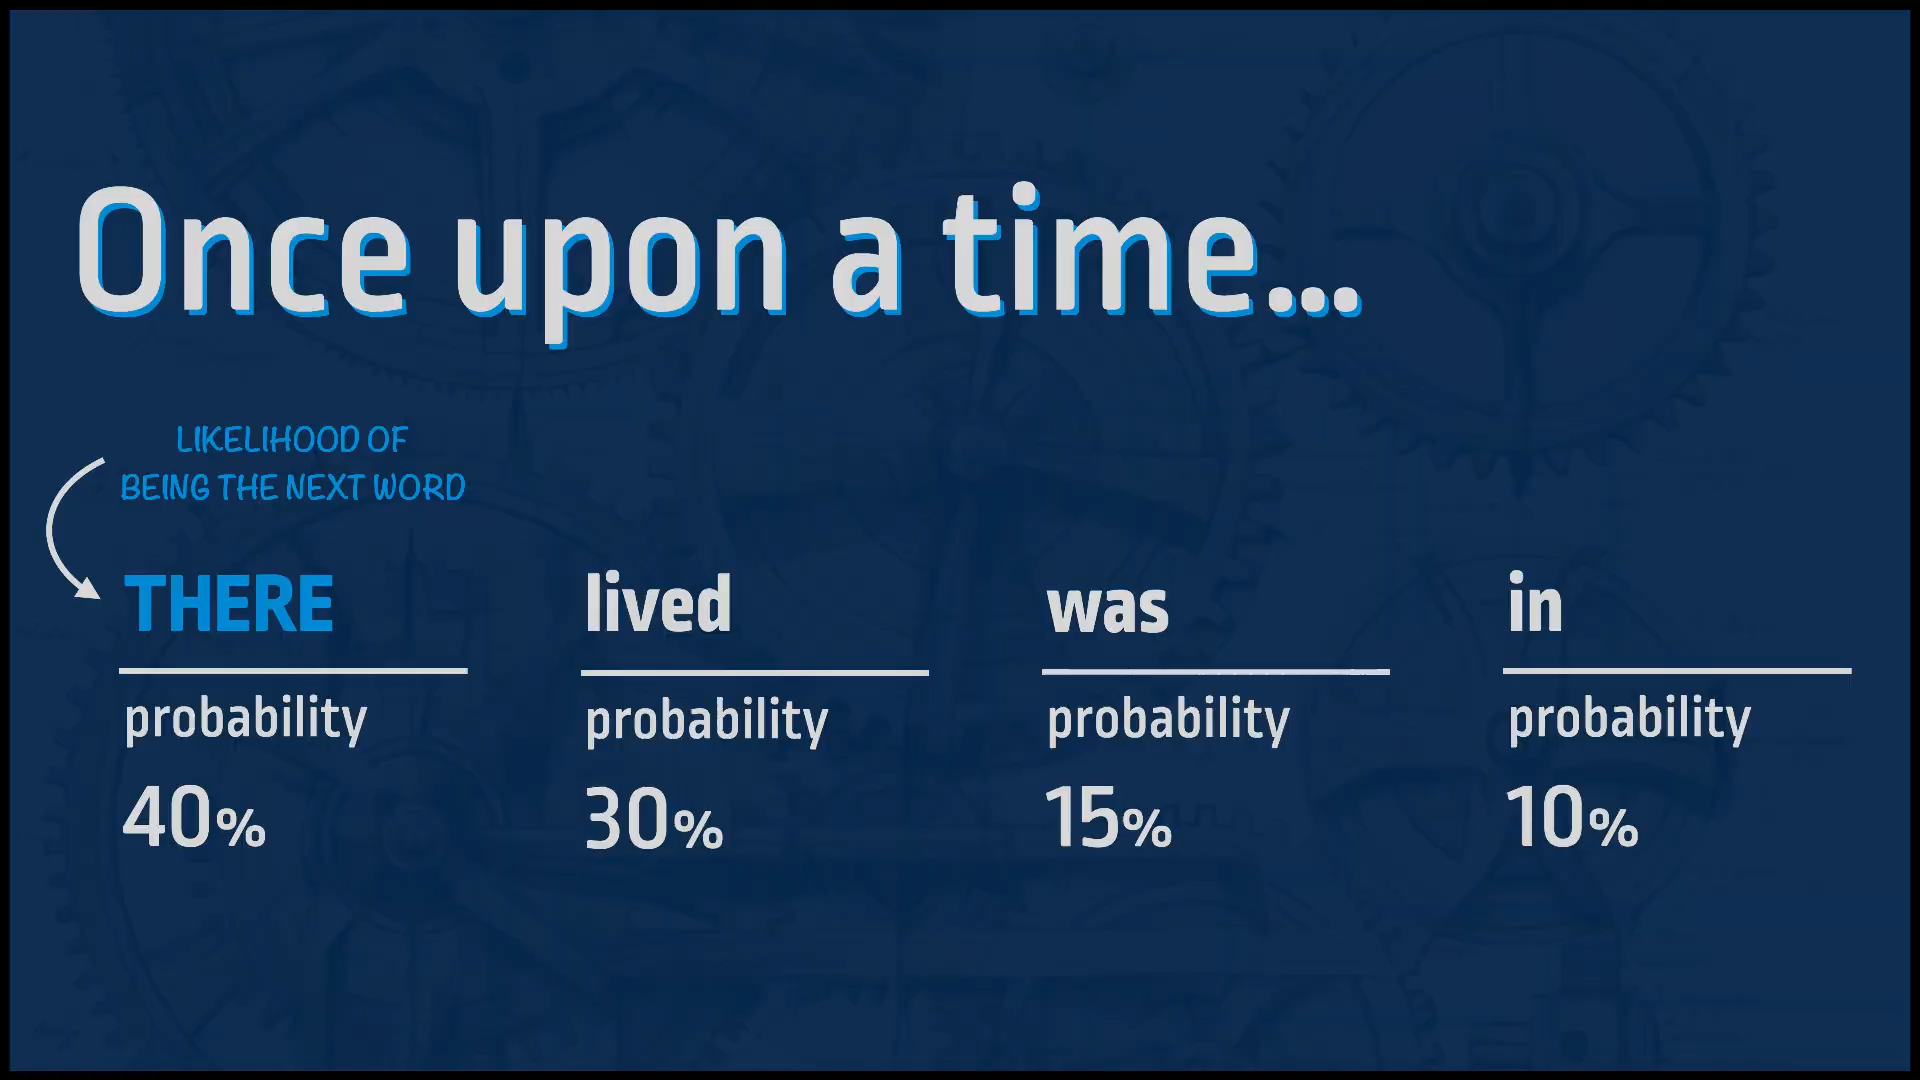 Once upon a time...
LIKELIHOOD OF
BEING THE NEXT WORD
THERE lived was in
probability probability probability probability
40% 30% 15% 10%